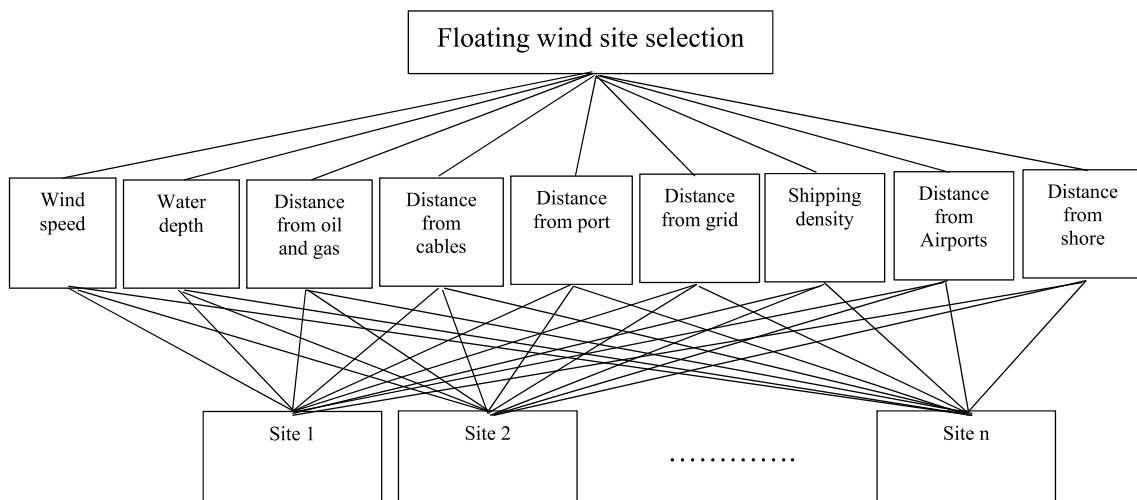 Floating wind site selection
Wind
speed
Water
depth
Distance
from oil
and gas
Distance
from
cables
Distance
from port
Distance
from grid
Shipping
density
Distance
from
Airports
Distance
from
shore
Site 1
Site 2
.............
Site n